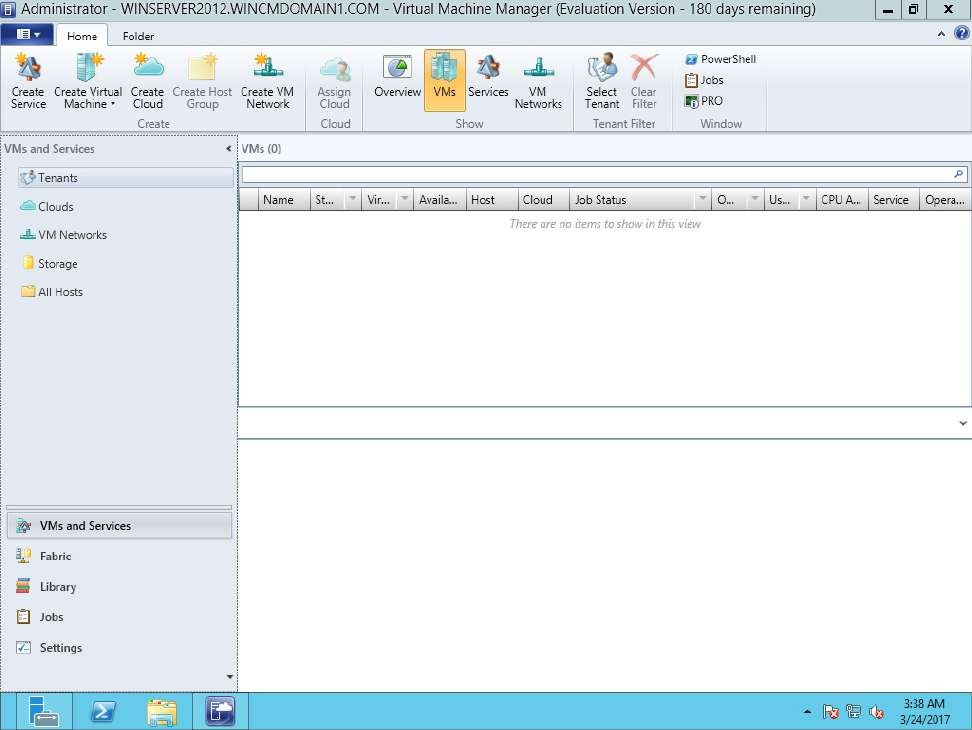 Administrator - WINSERVER2012.WINCMDOMAIN1.COM - Virtual Machine Manager (Evaluation Version - 180 days remaining)
Home Folder
Create Service
Create Virtual Machine
Create Cloud
Create Host Group
Create VM Network
Assign Cloud
Overview
VMs
Services
VM Networks
Select Tenant
Clear Filter
PowerShell
Jobs
PRO
Create Cloud Show Tenant Filter Window
VMs and Services
Tenants
Clouds
VM Networks
Storage
All Hosts
VMs (0)
Name St... Vir... Availa... Host Cloud Job Status O... Us... CPU A... Service Opera...
There are no items to show in this view
VMs and Services
Fabric
Library
Jobs
Settings
3:38 AM
3/24/2017